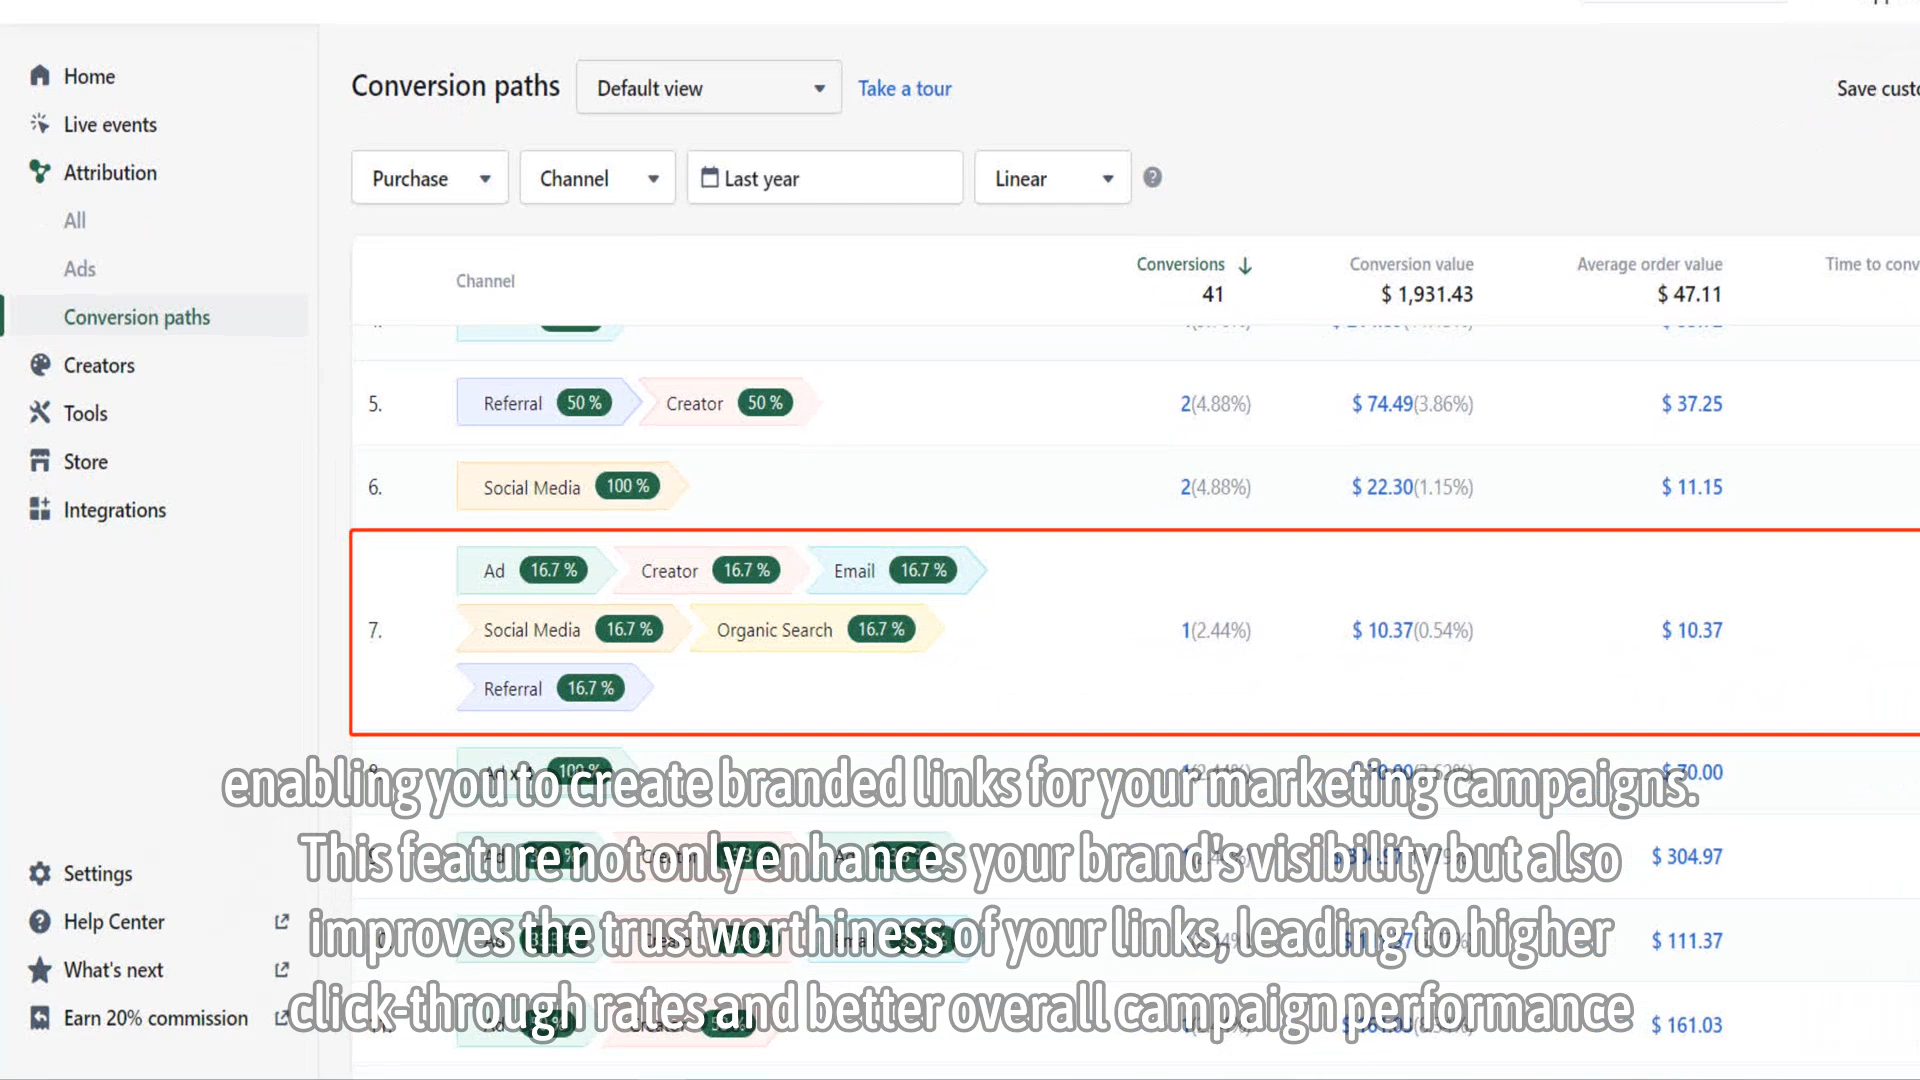 Home
Live events
Attribution
All
Ads
Conversion paths
Creators
Tools
Store
Integrations
Settings
Help Center
What's next
Earn 20% commission
Conversion paths Default view Take a tour
Save custo
Purchase Channel Last year Linear
Channel Conversions Conversion value Average order value Time to conv
41 $ 1,931.43 $ 47.11
5. Referral 50 % Creator 50 % 2(4.88%) $ 74.49(3.86%) $ 37.25
6. Social Media 100 % 2(4.88%) $ 22.30(1.15%) $ 11.15
Ad 16.7 % Creator 16.7 % Email 16.7 %
7. Social Media 16.7 % Organic Search 16.7 % 1(2.44%) $ 10.37(0.54%) $ 10.37
Referral 16.7 %
$ 304.97
$ 111.37
$ 161.03
enabling you to create branded links for your marketing campaigns.
This feature not only enhances your brand's visibility but also
improves the trustworthiness of your links, leading to higher
click-through rates and better overall campaign performance